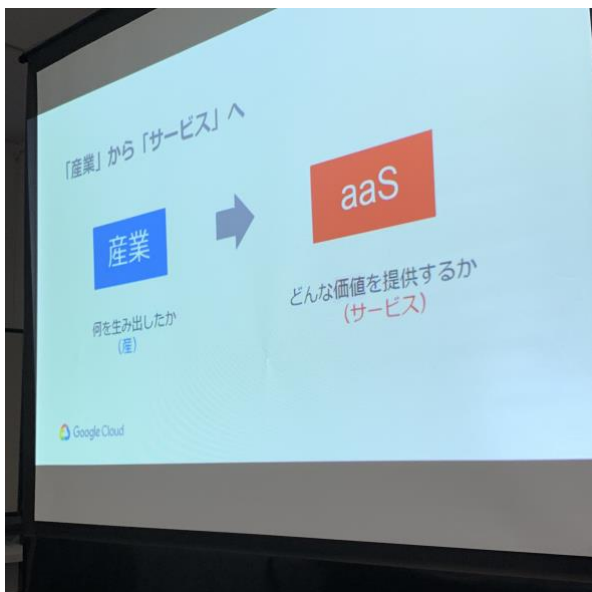 「産業」から「サービス」へ
産業
aaS
何を生み出したか
(産)
どんな価値を提供するか
(サービス)
Google Cloud